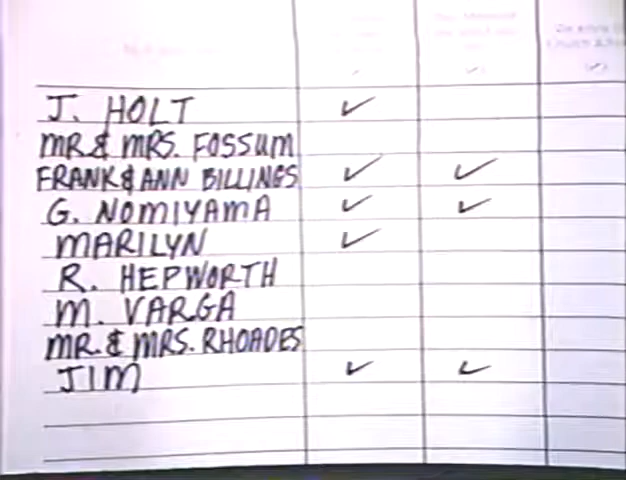 J. HOLT ✓
MR & MRS. FOSSUM
FRANK & ANN BILLINGS ✓ ✓
G. NOMIYAMA ✓ ✓
MARILYN ✓
R. HEPWORTH
M. VARGA
MR. & MRS. RHOADES
JIM ✓ ✓